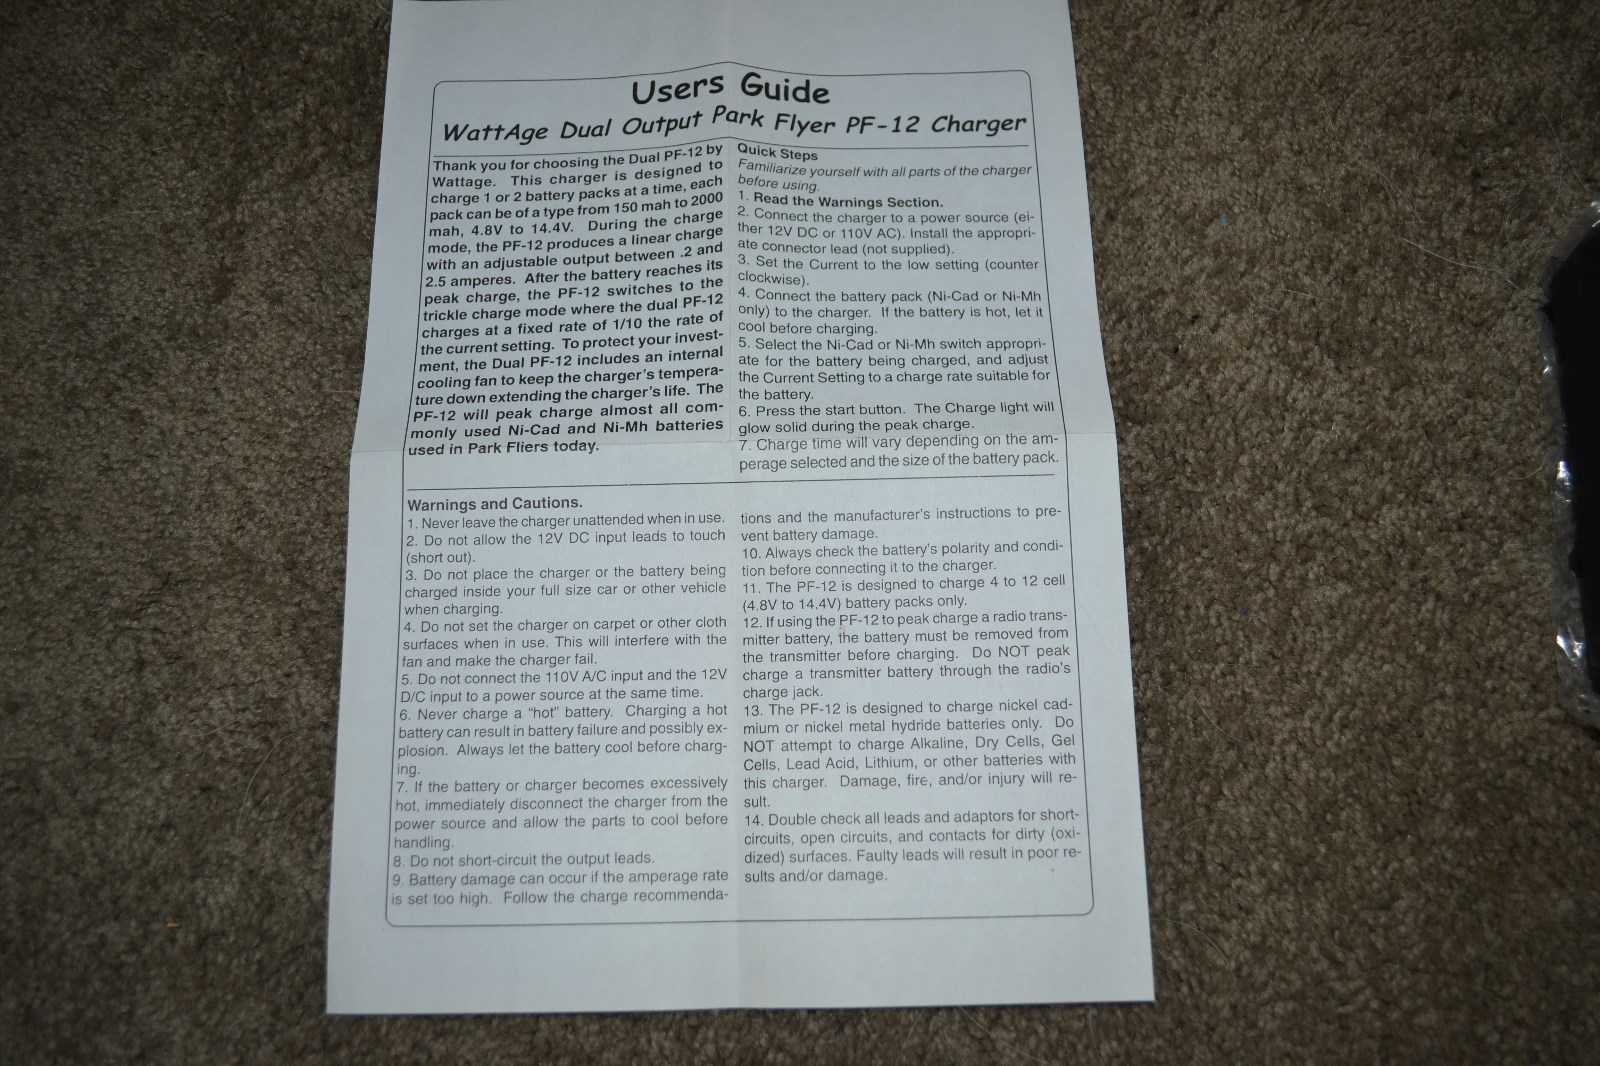 Users Guide
WattAge Dual Output Park Flyer PF-12 Charger
Thank you for choosing the Dual PF-12 by
Wattage. This charger is designed to
charge 1 or 2 battery packs at a time, each
pack can be of a type from 150 mah to 2000
mah, 4.8V to 14.4V. During the charge
mode, the PF-12 produces a linear charge
with an adjustable output between .2 and
2.5 amperes. After the battery reaches its
peak charge, the PF-12 switches to the
trickle charge mode where the dual PF-12
charges at a fixed rate of 1/10 the rate of
the current setting. To protect your invest-
ment, the Dual PF-12 includes an internal
cooling fan to keep the charger's tempera-
ture down extending the charger's life. The
PF-12 will peak charge almost all com-
monly used Ni-Cad and Ni-Mh batteries
used in Park Fliers today.
Quick Steps
Familiarize yourself with all parts of the charger
before using.
1. Read the Warnings Section.
2. Connect the charger to a power source (ei-
ther 12V DC or 110V AC). Install the appropri-
ate connector lead (not supplied).
3. Set the Current to the low setting (counter
clockwise).
4. Connect the battery pack (Ni-Cad or Ni-Mh
only) to the charger. If the battery is hot, let it
cool before charging.
5. Select the Ni-Cad or Ni-Mh switch appropri-
ate for the battery being charged, and adjust
the Current Setting to a charge rate suitable for
the battery.
6. Press the start button. The Charge light will
glow solid during the peak charge.
7. Charge time will vary depending on the am-
perage selected and the size of the battery pack.
Warnings and Cautions.
1. Never leave the charger unattended when in use.
2. Do not allow the 12V DC input leads to touch
(short out).
3. Do not place the charger or the battery being
charged inside your full size car or other vehicle
when charging.
4. Do not set the charger on carpet or other cloth
surfaces when in use. This will interfere with the
fan and make the charger fail.
5. Do not connect the 110V A/C input and the 12V
D/C input to a power source at the same time.
6. Never charge a "hot" battery. Charging a hot
battery can result in battery failure and possibly ex-
plosion. Always let the battery cool before charg-
ing.
7. If the battery or charger becomes excessively
hot, immediately disconnect the charger from the
power source and allow the parts to cool before
handling.
8. Do not short-circuit the output leads.
9. Battery damage can occur if the amperage rate
is set too high. Follow the charge recommenda-
tions and the manufacturer's instructions to pre-
vent battery damage.
10. Always check the battery's polarity and condi-
tion before connecting it to the charger.
11. The PF-12 is designed to charge 4 to 12 cell
(4.8V to 14.4V) battery packs only.
12. If using the PF-12 to peak charge a radio trans-
mitter battery, the battery must be removed from
the transmitter before charging. Do NOT peak
charge a transmitter battery through the radio's
charge jack.
13. The PF-12 is designed to charge nickel cad-
mium or nickel metal hydride batteries only. Do
NOT attempt to charge Alkaline, Dry Cells, Gel
Cells, Lead Acid, Lithium, or other batteries with
this charger. Damage, fire, and/or injury will re-
sult.
14. Double check all leads and adaptors for short-
circuits, open circuits, and contacts for dirty (oxi-
dized) surfaces. Faulty leads will result in poor re-
sults and/or damage.